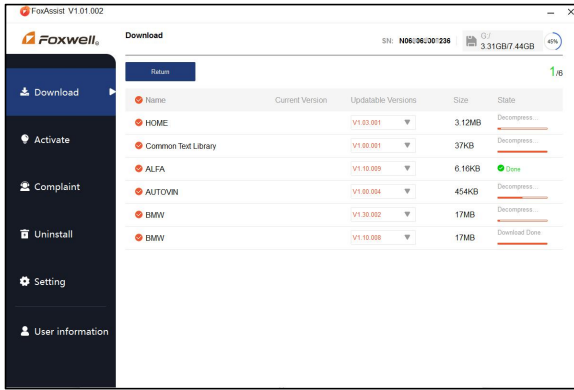 FoxAssist V1.01.002
FOXWELL®
Download
SN:
G:/
3.31GB/7.44GB
45%
Return
1/6
Download
Activate
Complaint
Uninstall
Setting
User information
Name Current Version Updatable Versions Size State
HOME V1.03.001 3.12MB Decompress...
Common Text Library V1.00.001 37KB Decompress...
ALFA V1.10.009 6.16KB Done
AUTOVIN V1.00.004 454KB Decompress...
BMW V1.30.002 17MB Decompress...
BMW V1.10.008 17MB Download Done